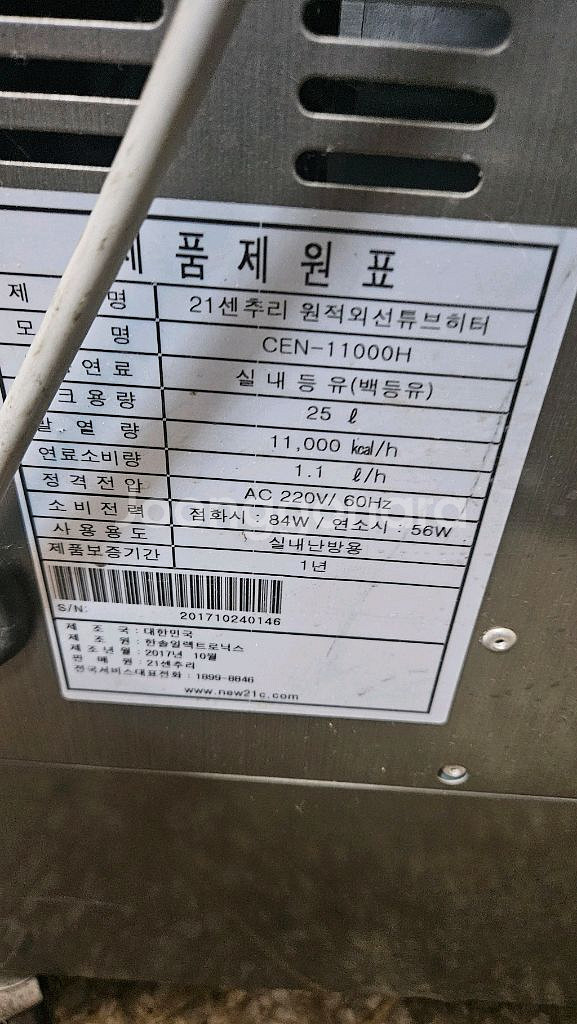 품 제 원 표
제 명 21센추리 원적외선튜브히터
모 명 CEN-11000H
연료 실 내 등 유(백등유)
크용량 25 ℓ
발 열 량 11,000 ㎉/h
연료소비량 1.1 ℓ/h
정격전압 AC 220V/ 60Hz
소비전력 점화시 : 84W / 연소시 : 56W
사용용도 실내난방용
제품보증기간 1년
S/N: 201710240146
제 조 국 : 대한민국
제 조 원 : 한솔일렉트로닉스
제조년월 : 2017년 10월
판 매 원 : 21센추리
전국서비스대표전화 : 1899-8846
www.new21c.com